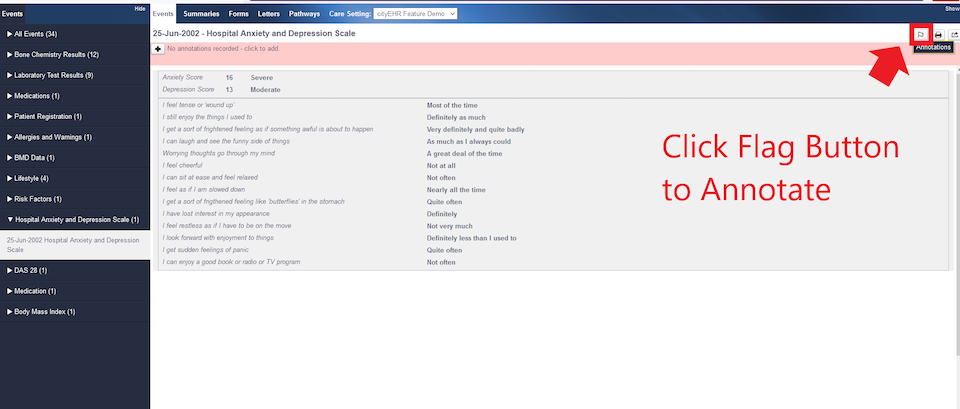 Events Hide
Events Summaries Forms Letters Pathways Care Setting: cityEHR Feature Demo Show
25-Jun-2002 - Hospital Anxiety and Depression Scale
Annotations
No annotations recorded - click to add.
▶ All Events (34)
▶ Bone Chemistry Results (12)
▶ Laboratory Test Results (9)
▶ Medications (1)
▶ Patient Registration (1)
▶ Allergies and Warnings (1)
▶ BMD Data (1)
▶ Lifestyle (4)
▶ Risk Factors (1)
▼ Hospital Anxiety and Depression Scale (1)
25-Jun-2002 Hospital Anxiety and Depression
Scale
▶ DAS 28 (1)
▶ Medication (1)
▶ Body Mass Index (1)
Anxiety Score 16 Severe
Depression Score 13 Moderate
I feel tense or 'wound up' Most of the time
I still enjoy the things I used to Definitely as much
I get a sort of frightened feeling as if something awful is about to happen Very definitely and quite badly
I can laugh and see the funny side of things As much as I always could
Worrying thoughts go through my mind A great deal of the time
I feel cheerful Not at all
I can sit at ease and feel relaxed Not often
I feel as if I am slowed down Nearly all the time
I get a sort of frigthened feeling like 'butterflies' in the stomach Quite often
I have lost interest in my appearance Definitely
I feel restless as if I have to be on the move Not very much
I look forward with enjoyment to things Definitely less than I used to
I get sudden feelings of panic Quite often
I can enjoy a good book or radio or TV program Not often
Click Flag Button
to Annotate